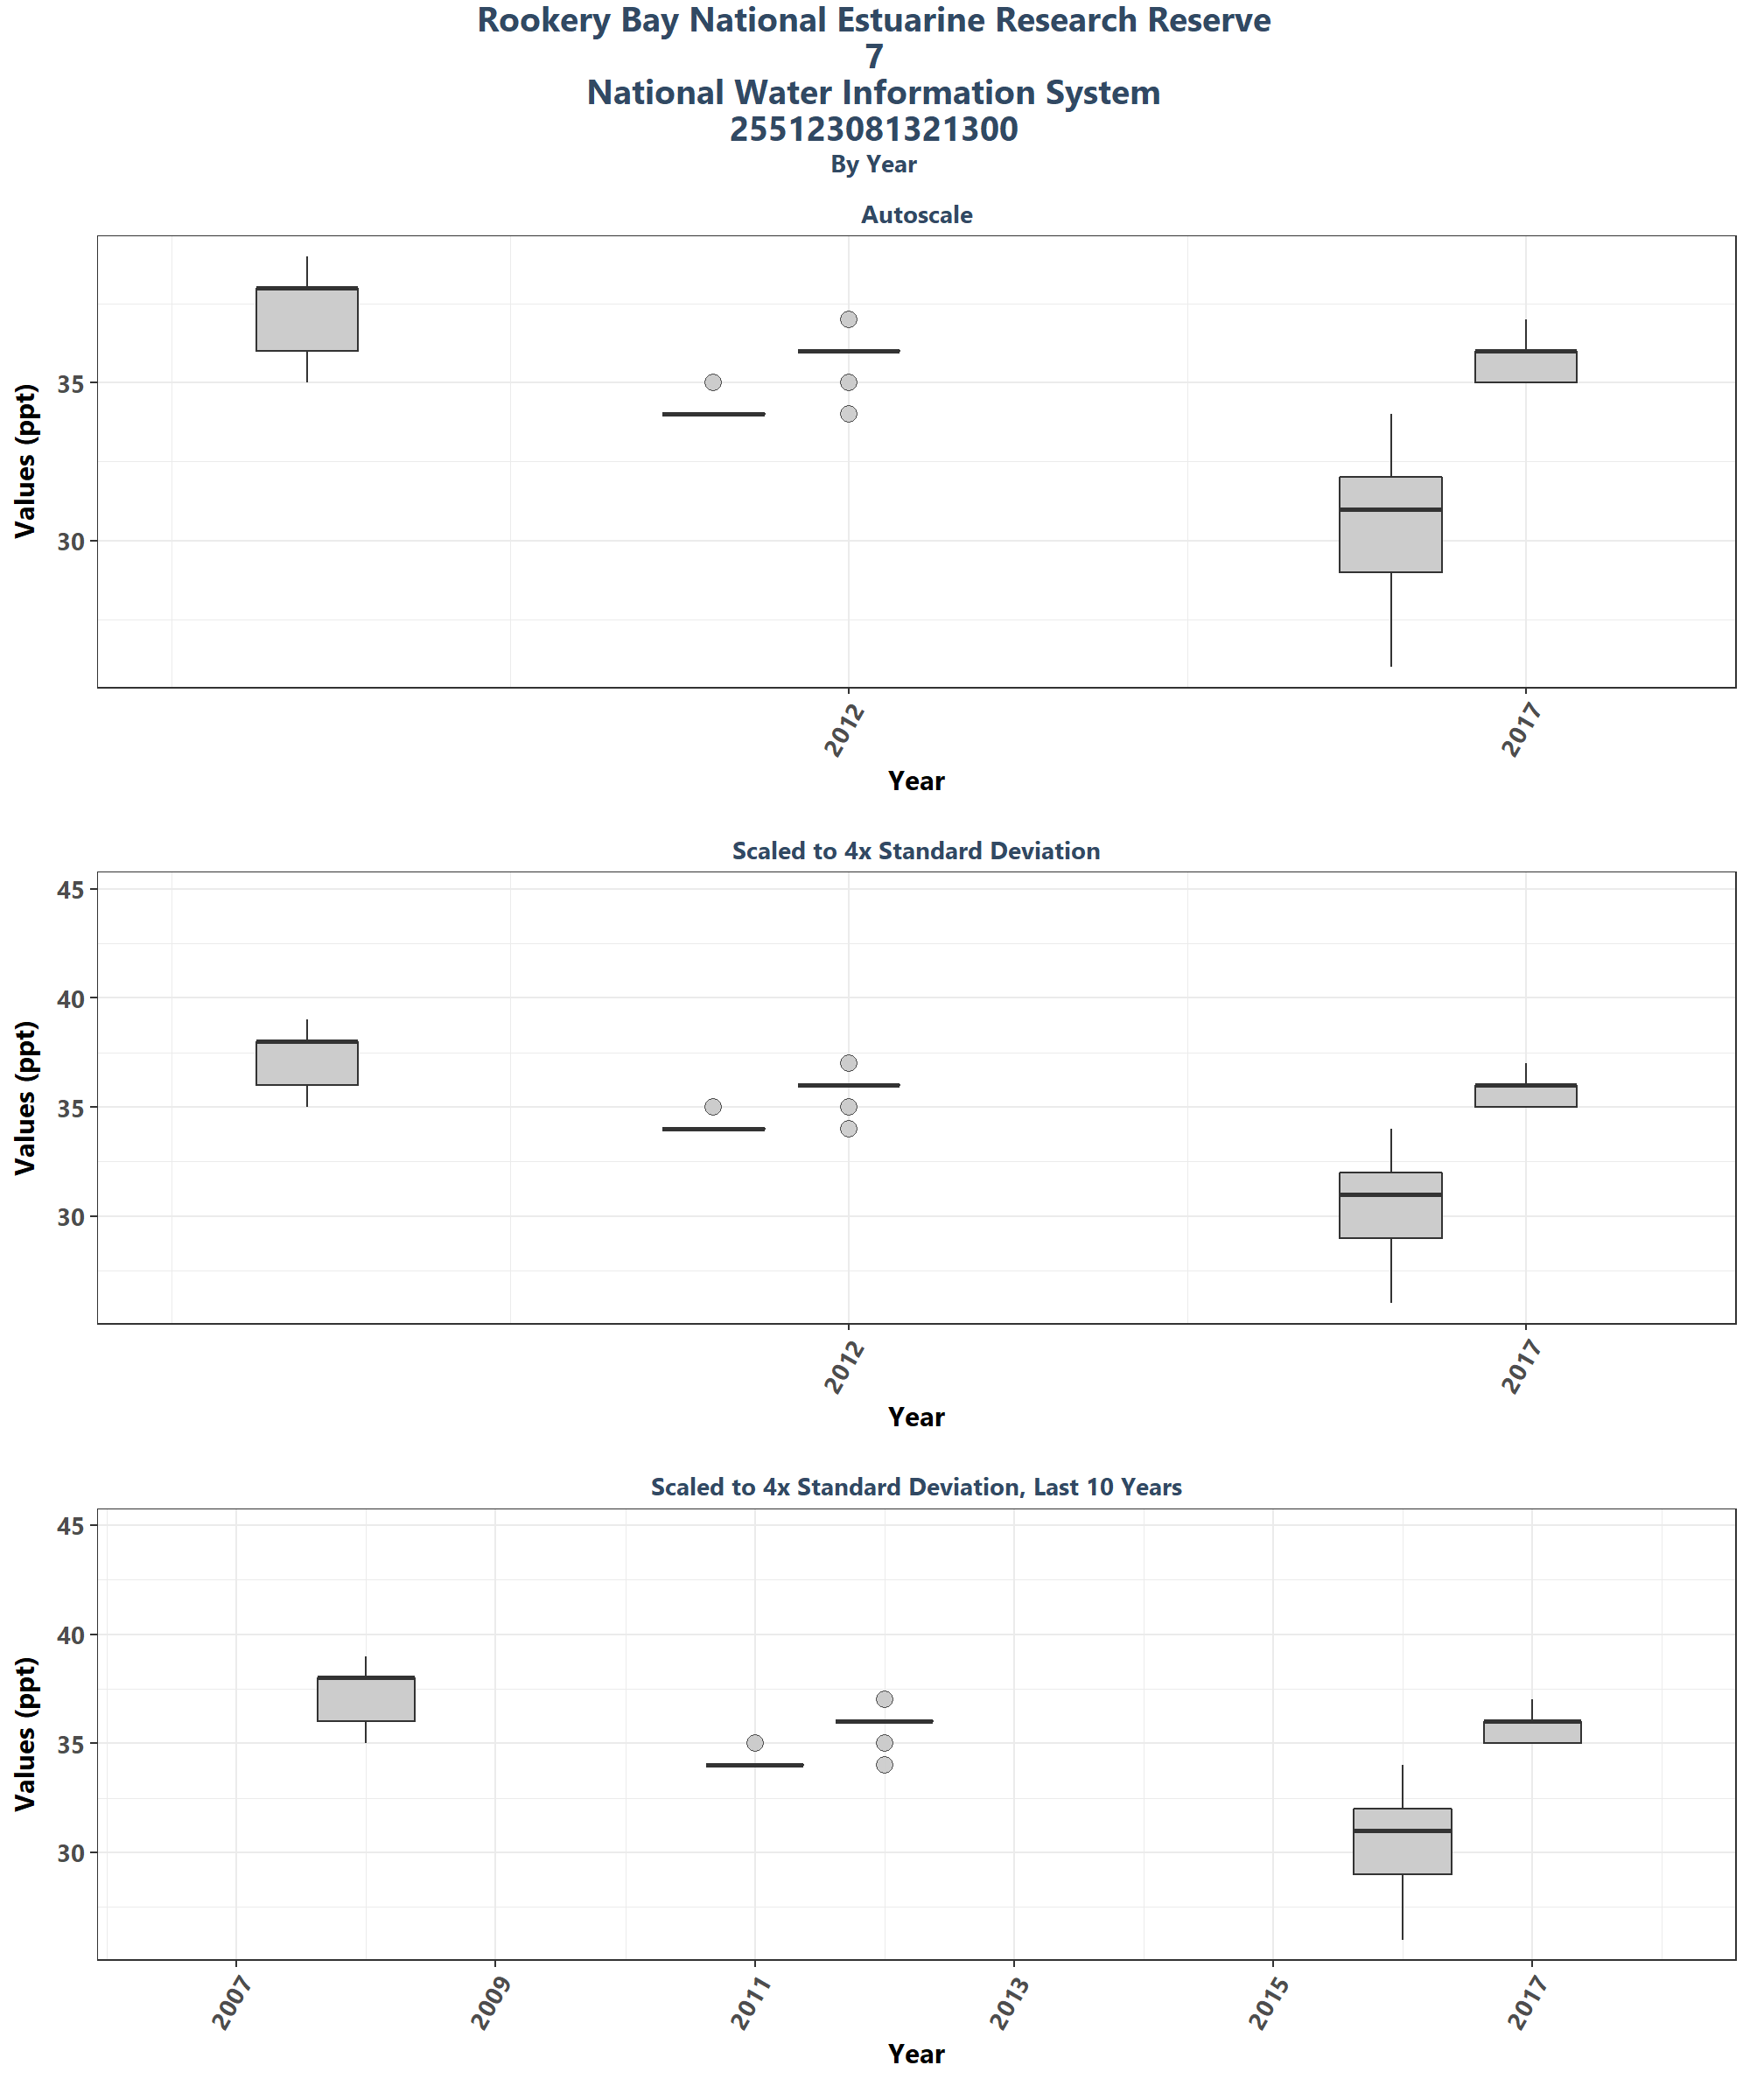 Rookery Bay National Estuarine Research Reserve
7
National Water Information System
255123081321300
By Year
Autoscale
Values (ppt)
35
30
2012
2017
Year
Scaled to 4x Standard Deviation
Values (ppt)
45
40
35
30
2012
2017
Year
Scaled to 4x Standard Deviation, Last 10 Years
Values (ppt)
45
40
35
30
2007
2009
2011
2013
2015
2017
Year